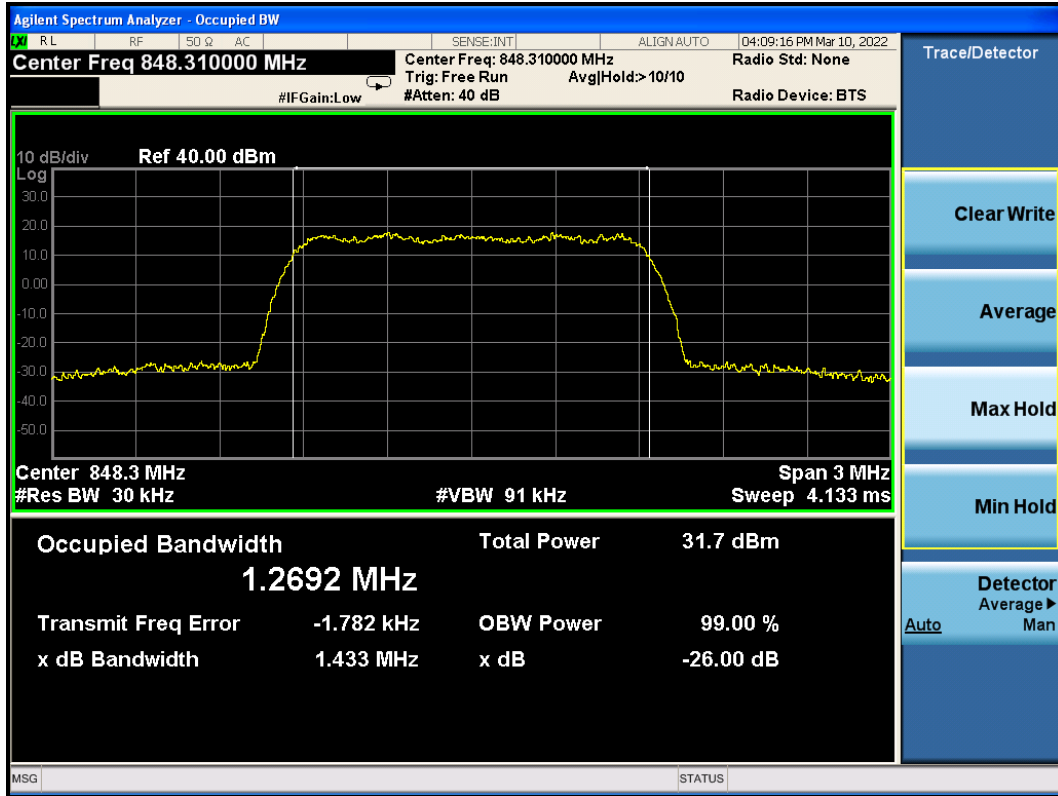 Agilent Spectrum Analyzer - Occupied BW
LXI RL RF 50 Ω AC SENSE:INT ALIGN AUTO 04:09:16 PM Mar 10, 2022
Center Freq 848.310000 MHz
Center Freq: 848.310000 MHz Radio Std: None
Trig: Free Run Avg|Hold:>10/10
#IFGain:Low #Atten: 40 dB Radio Device: BTS
10 dB/div Ref 40.00 dBm
Log
30.0
20.0
10.0
0.00
-10.0
-20.0
-30.0
-40.0
-50.0
Center 848.3 MHz Span 3 MHz
#Res BW 30 kHz #VBW 91 kHz Sweep 4.133 ms
Occupied Bandwidth Total Power 31.7 dBm
1.2692 MHz
Transmit Freq Error -1.782 kHz OBW Power 99.00 %
x dB Bandwidth 1.433 MHz x dB -26.00 dB
MSG STATUS
Trace/Detector
Clear Write
Average
Max Hold
Min Hold
Detector
Average▶
Auto Man